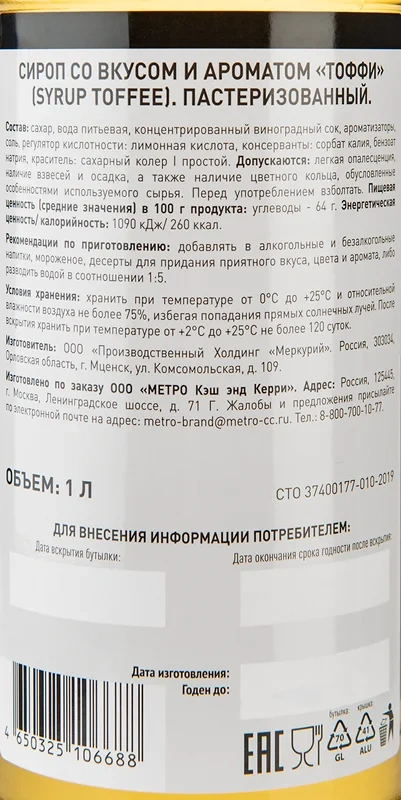 СИРОП СО ВКУСОМ И АРОМАТОМ «ТОФФИ»
(SYRUP TOFFEE). ПАСТЕРИЗОВАННЫЙ.
Состав: сахар, вода питьевая, концентрированный виноградный сок, ароматизаторы,
соль, регулятор кислотности: лимонная кислота, консерванты: сорбат калия, бензоат
натрия, краситель: сахарный колер I простой. Допускаются: легкая опалесценция,
наличие взвесей и осадка, а также наличие цветного кольца, обусловленные
особенностями используемого сырья. Перед употреблением взболтать. Пищевая
ценность (средние значения) в 100 г продукта: углеводы - 64 г. Энергетическая
ценность/ калорийность: 1090 кДж/ 260 ккал.
Рекомендации по приготовлению: добавлять в алкогольные и безалкогольные
напитки, мороженое, десерты для придания приятного вкуса, цвета и аромата, либо
разводить водой в соотношении 1:5.
Условия хранения: хранить при температуре от 0°С до +25°С и относительной
влажности воздуха не более 75%, избегая попадания прямых солнечных лучей. После
вскрытия хранить при температуре от +2°С до +25°С не более 120 суток.
Изготовитель: ООО «Производственный Холдинг «Меркурий». Россия, 303034,
Орловская область, г. Мценск, ул. Комсомольская, д. 109.
Изготовлено по заказу ООО «МЕТРО Кэш энд Керри». Адрес: Россия, 125445,
г. Москва, Ленинградское шоссе, д. 71 Г. Жалобы и предложения присылайте
по электронной почте на адрес: metro-brand@metro-cc.ru. Тел.: 8-800-700-10-77.
ОБЪЕМ: 1 Л
СТО 37400177-010-2019
ДЛЯ ВНЕСЕНИЯ ИНФОРМАЦИИ ПОТРЕБИТЕЛЕМ:
Дата вскрытия бутылки:
Дата окончания срока годности после вскрытия:
Дата изготовления:
Годен до:
4 650325 106688
EAC
бутылка:
70
GL
крышка:
41
ALU